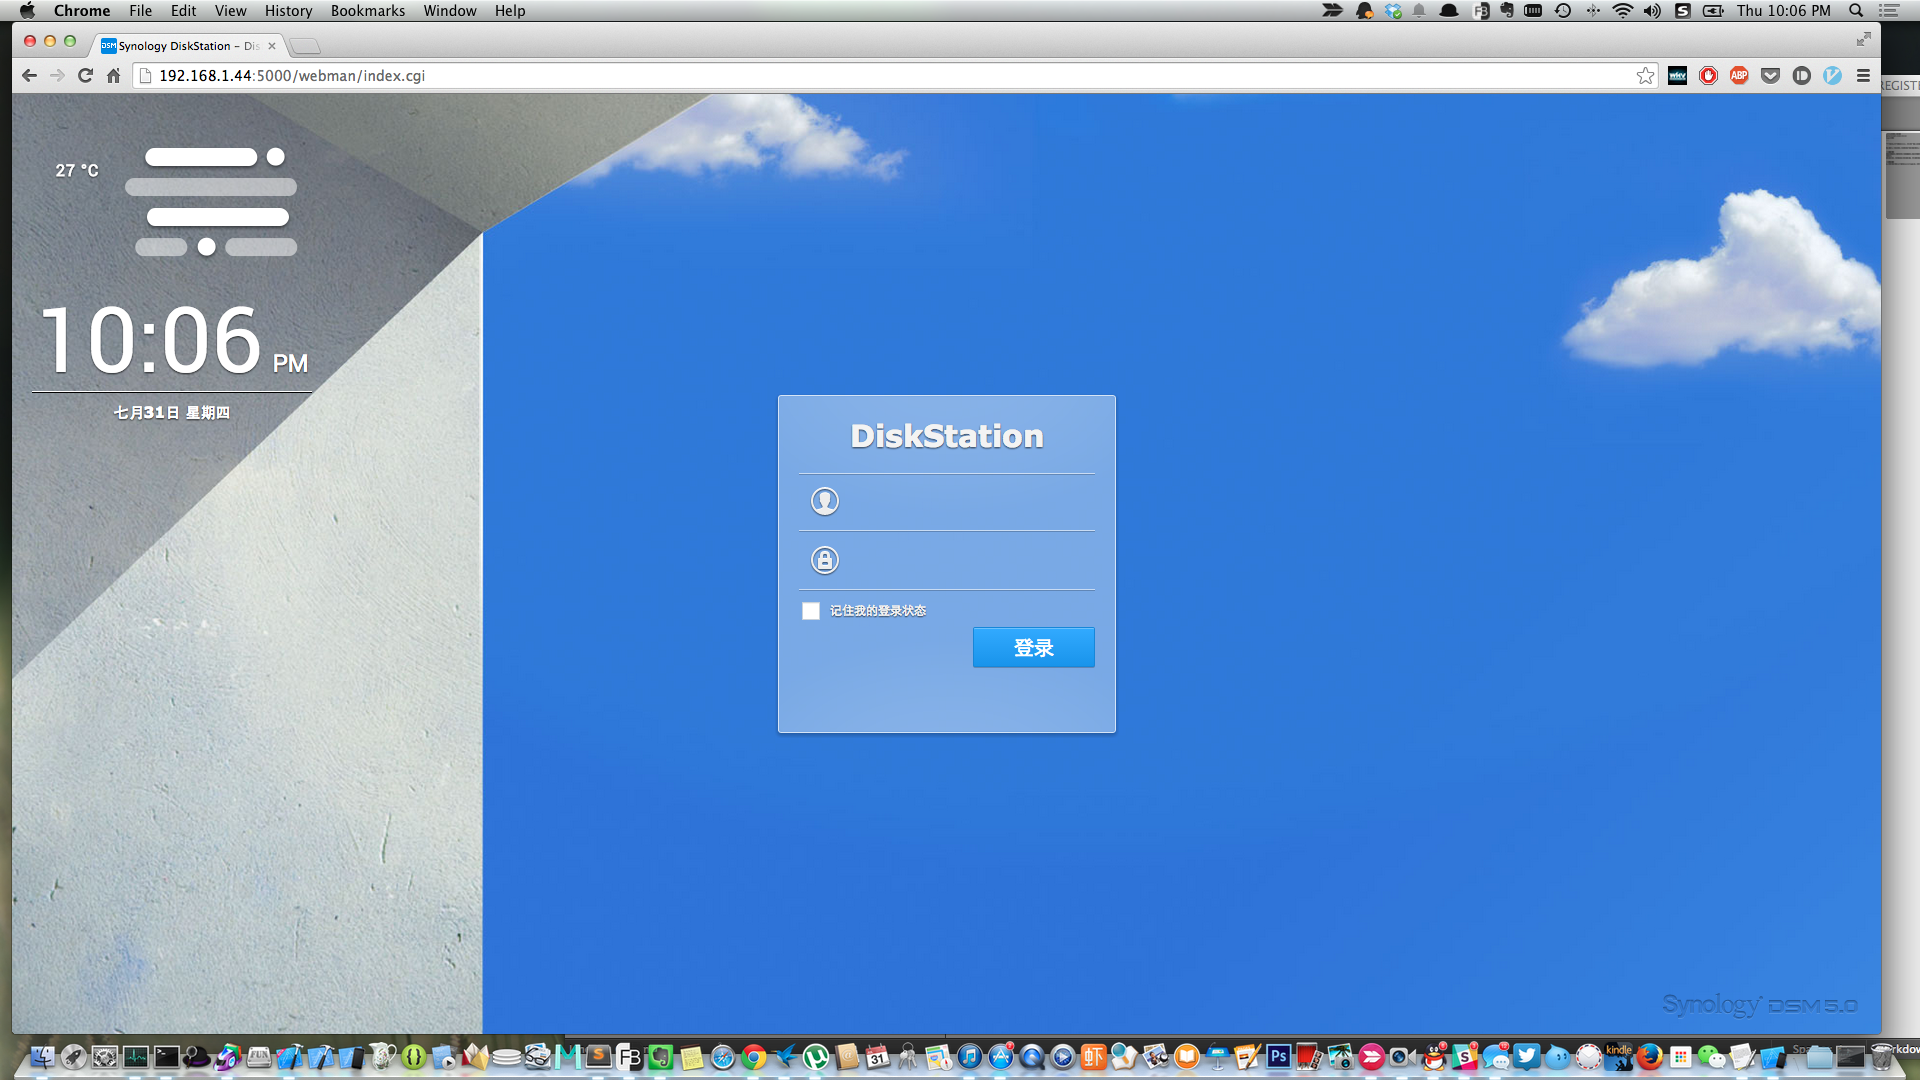 Chrome File Edit View History Bookmarks Window Help
Thu 10:06 PM
Synology DiskStation – Dis
192.168.1.44:5000/webman/index.cgi
ABP
27 °C
10:06 PM
七月31日 星期四
DiskStation
记住我的登录状态
登录
Synology DSM 5.0